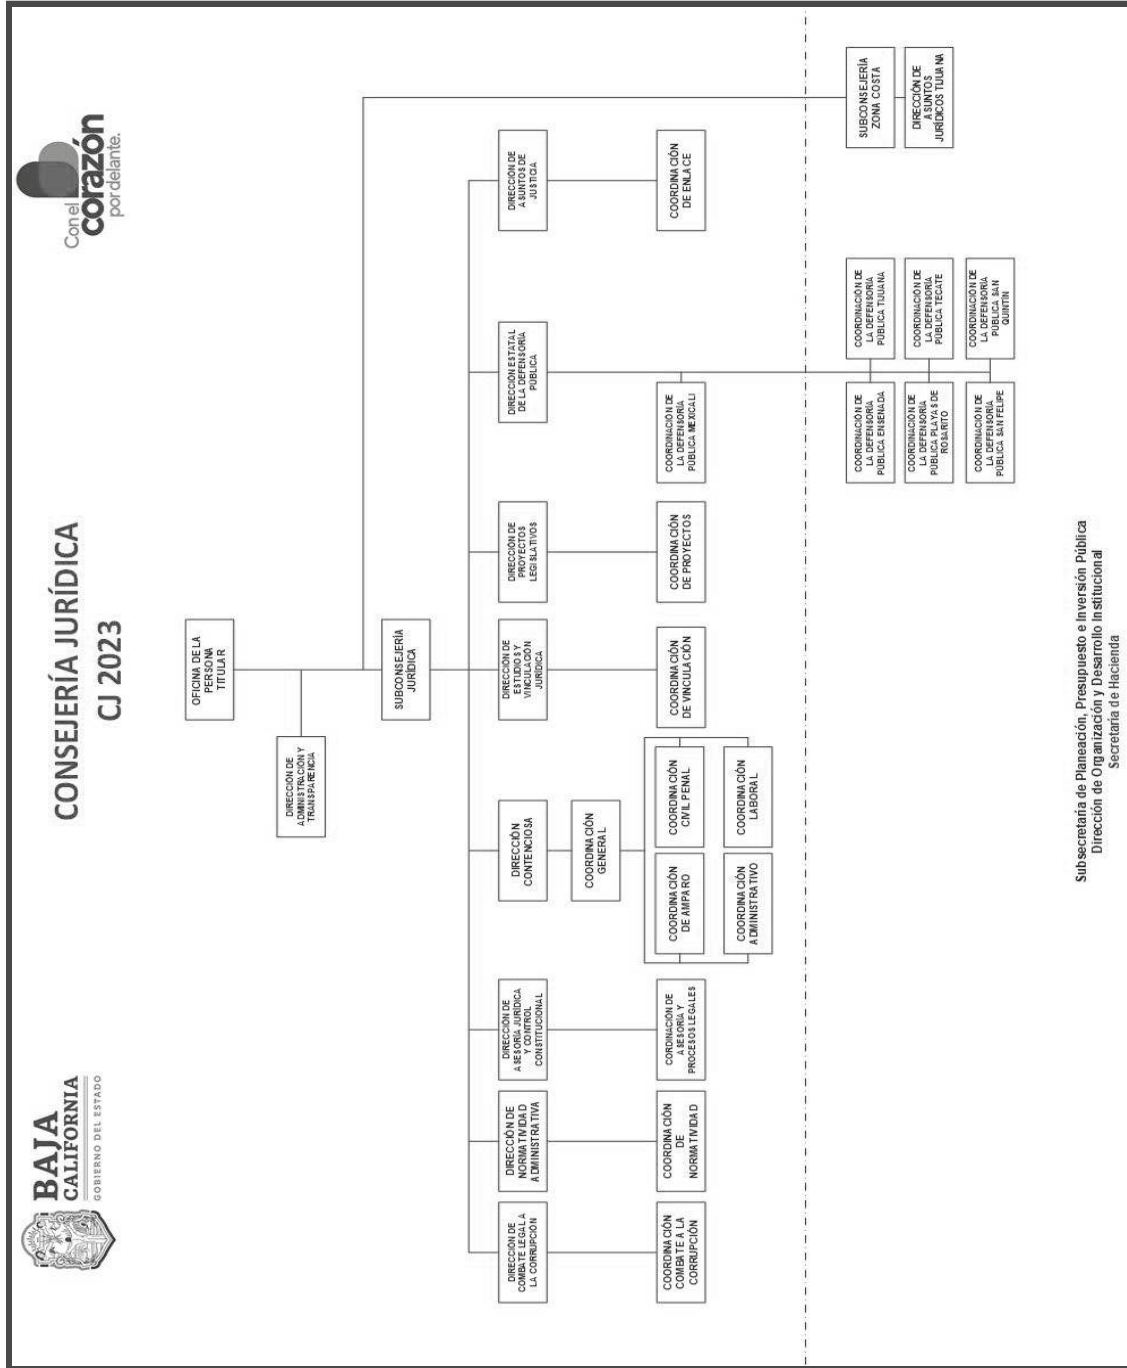 BAJA
CALIFORNIA
GOBIERNO DEL ESTADO
CONSEJERÍA JURÍDICA
CJ 2023
Con el
corazón
por delante.
OFICINA DE LA
PERSONA
TITULAR
DIRECCIÓN DE
ADMINISTRACIÓN Y
TRANSPARENCIA
SUBCONSEJERÍA
JURÍDICA
DIRECCIÓN DE
COMBATE LEGAL A
LA CORRUPCIÓN
DIRECCIÓN DE
NORMATIVIDAD
ADMINISTRATIVA
DIRECCIÓN DE
ASESORÍA JURÍDICA
Y CONTROL
CONSTITUCIONAL
DIRECCIÓN
CONTENCIOSA
DIRECCIÓN DE
ESTUDIOS Y
VINCULACIÓN
JURÍDICA
DIRECCIÓN DE
PROYECTOS
LEGISLATIVOS
DIRECCIÓN ESTATAL
DE LA DEFENSORÍA
PÚBLICA
DIRECCIÓN DE
ASUNTOS DE
JUSTICIA
COORDINACIÓN
GENERAL
COORDINACIÓN
COMBATE A LA
CORRUPCIÓN
COORDINACIÓN
DE
NORMATIVIDAD
CORDINACIÓN DE
ASESORÍA Y
PROCESOS LEGALES
COORDINACIÓN
DE AMPARO
COORDINACIÓN
CIVIL PENAL
COORDINACIÓN
ADMINISTRATIVO
COORDINACIÓN
LABORAL
COORDINACIÓN
DE VINCULACIÓN
COORDINACIÓN
DE PROYECTOS
COORDINACIÓN DE
LA DEFENSORÍA
PÚBLICA MEXICALI
COORDINACIÓN
DE ENLACE
COORDINACIÓN DE
LA DEFENSORÍA
PÚBLICA ENSENADA
COORDINACIÓN DE
LA DEFENSORÍA
PÚBLICA TIJUANA
COORDINACIÓN DE
LA DEFENSORÍA
PÚBLICA PLAYAS DE
ROSARITO
COORDINACIÓN DE
LA DEFENSORÍA
PÚBLICA TECATE
COORDINACIÓN DE
LA DEFENSORÍA
PÚBLICA SAN FELIPE
COORDINACIÓN DE
LA DEFENSORÍA
PÚBLICA SAN
QUINTÍN
SUBCONSEJERÍA
ZONA COSTA
DIRECCIÓN DE
ASUNTOS
JURÍDICOS TIJUANA
Subsecretaría de Planeación, Presupuesto e Inversión Pública
Dirección de Organización y Desarrollo Institucional
Secretaría de Hacienda